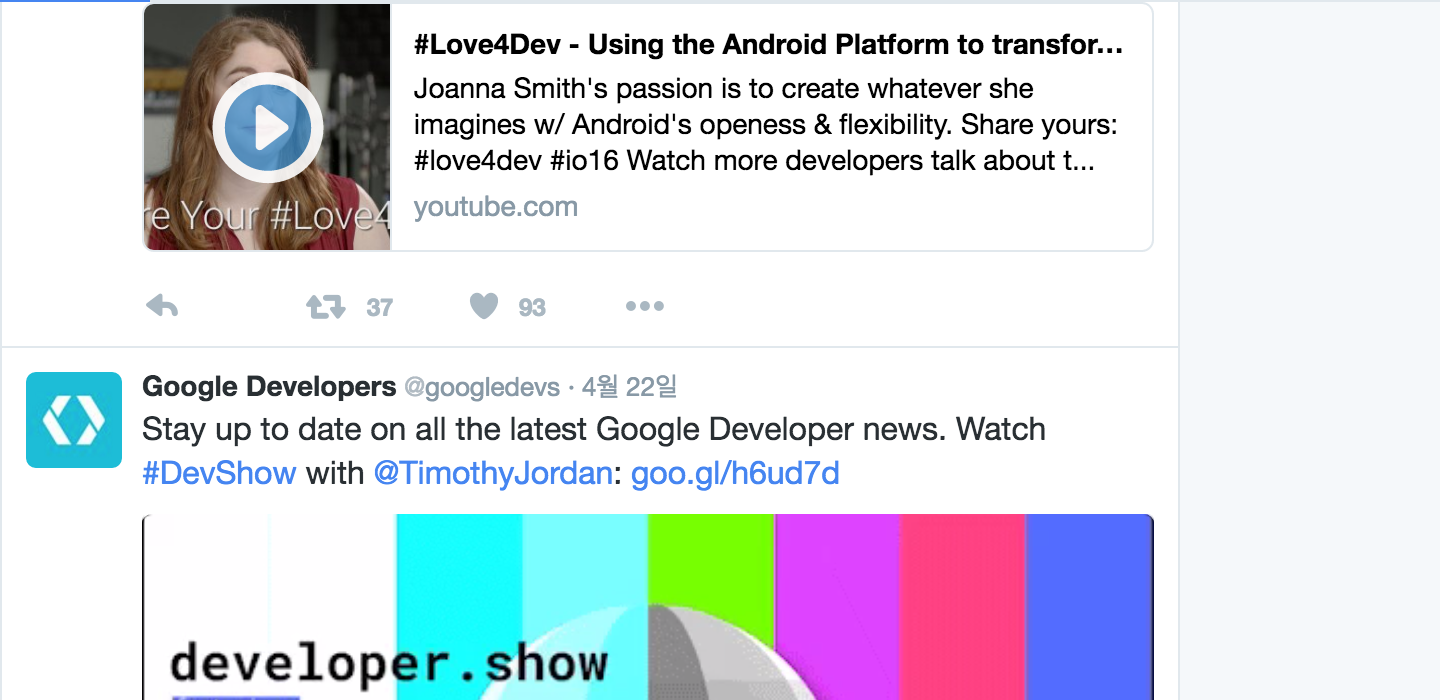 #Love4Dev - Using the Android Platform to transfor...
Joanna Smith's passion is to create whatever she
imagines w/ Android's openess & flexibility. Share yours:
#love4dev #io16 Watch more developers talk about t...
youtube.com
re Your #Love4
37
93
Google Developers @googledevs · 4월 22일
Stay up to date on all the latest Google Developer news. Watch
#DevShow with @TimothyJordan: goo.gl/h6ud7d
developer.show